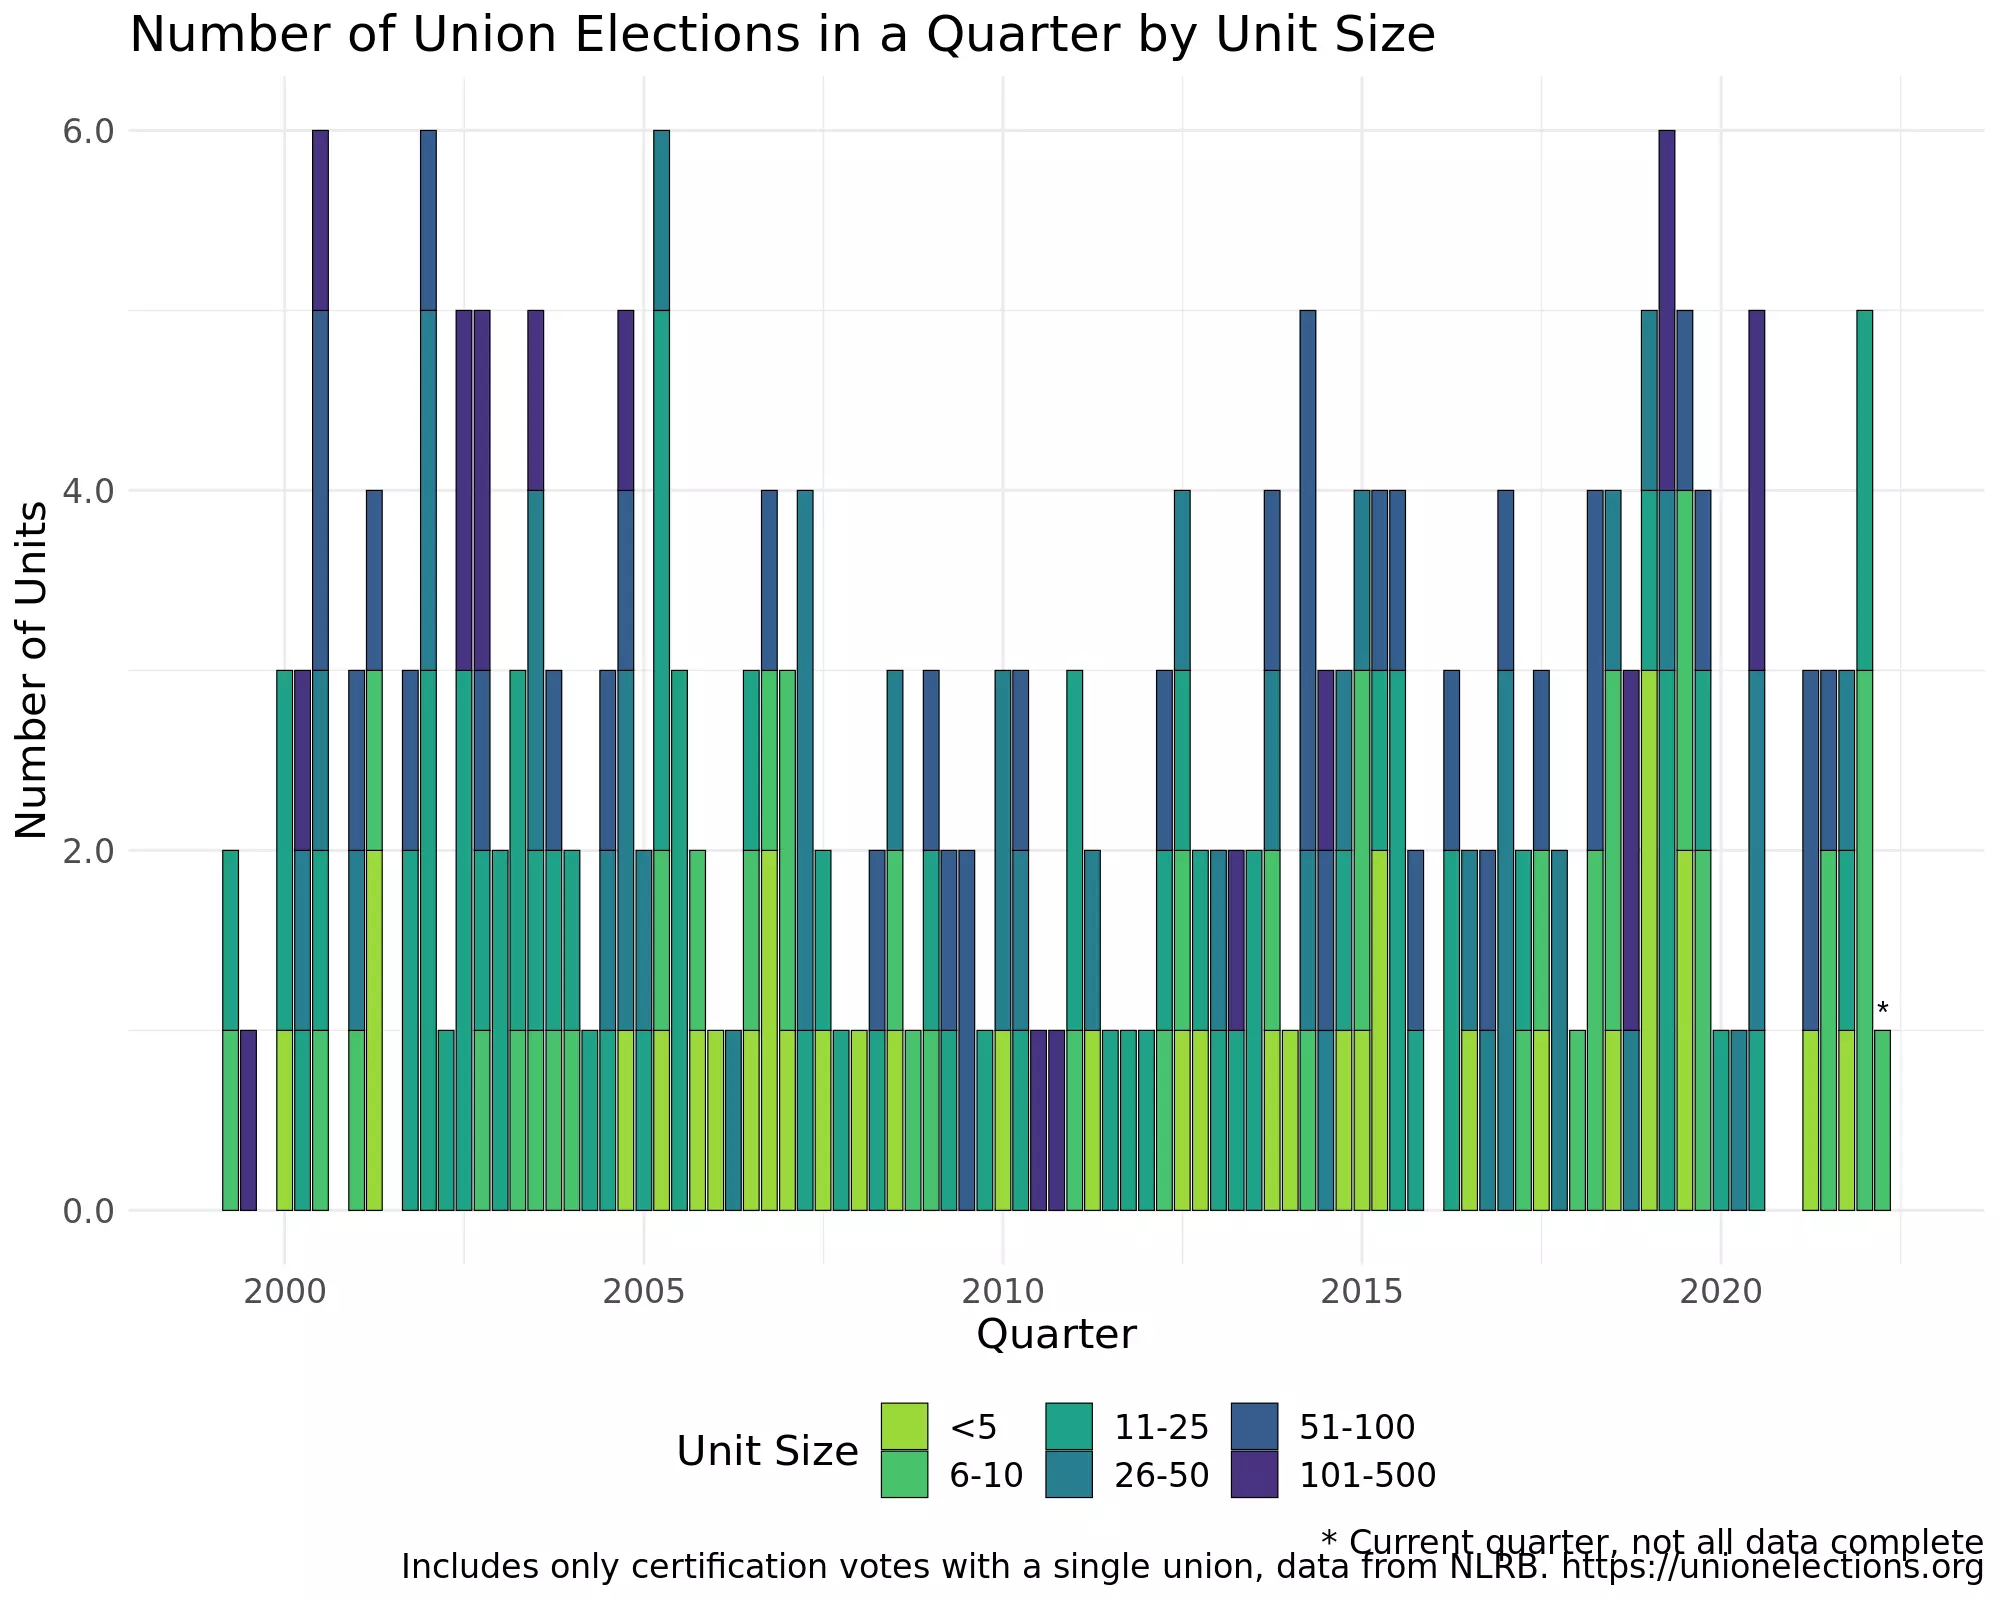 Number of Union Elections in a Quarter by Unit Size
6.0
4.0
2.0
0.0
Number of Units
*
2000 2005 2010 2015 2020
Quarter
Unit Size
<5 11-25 51-100
6-10 26-50 101-500
* Current quarter, not all data complete
Includes only certification votes with a single union, data from NLRB. https://unionelections.org